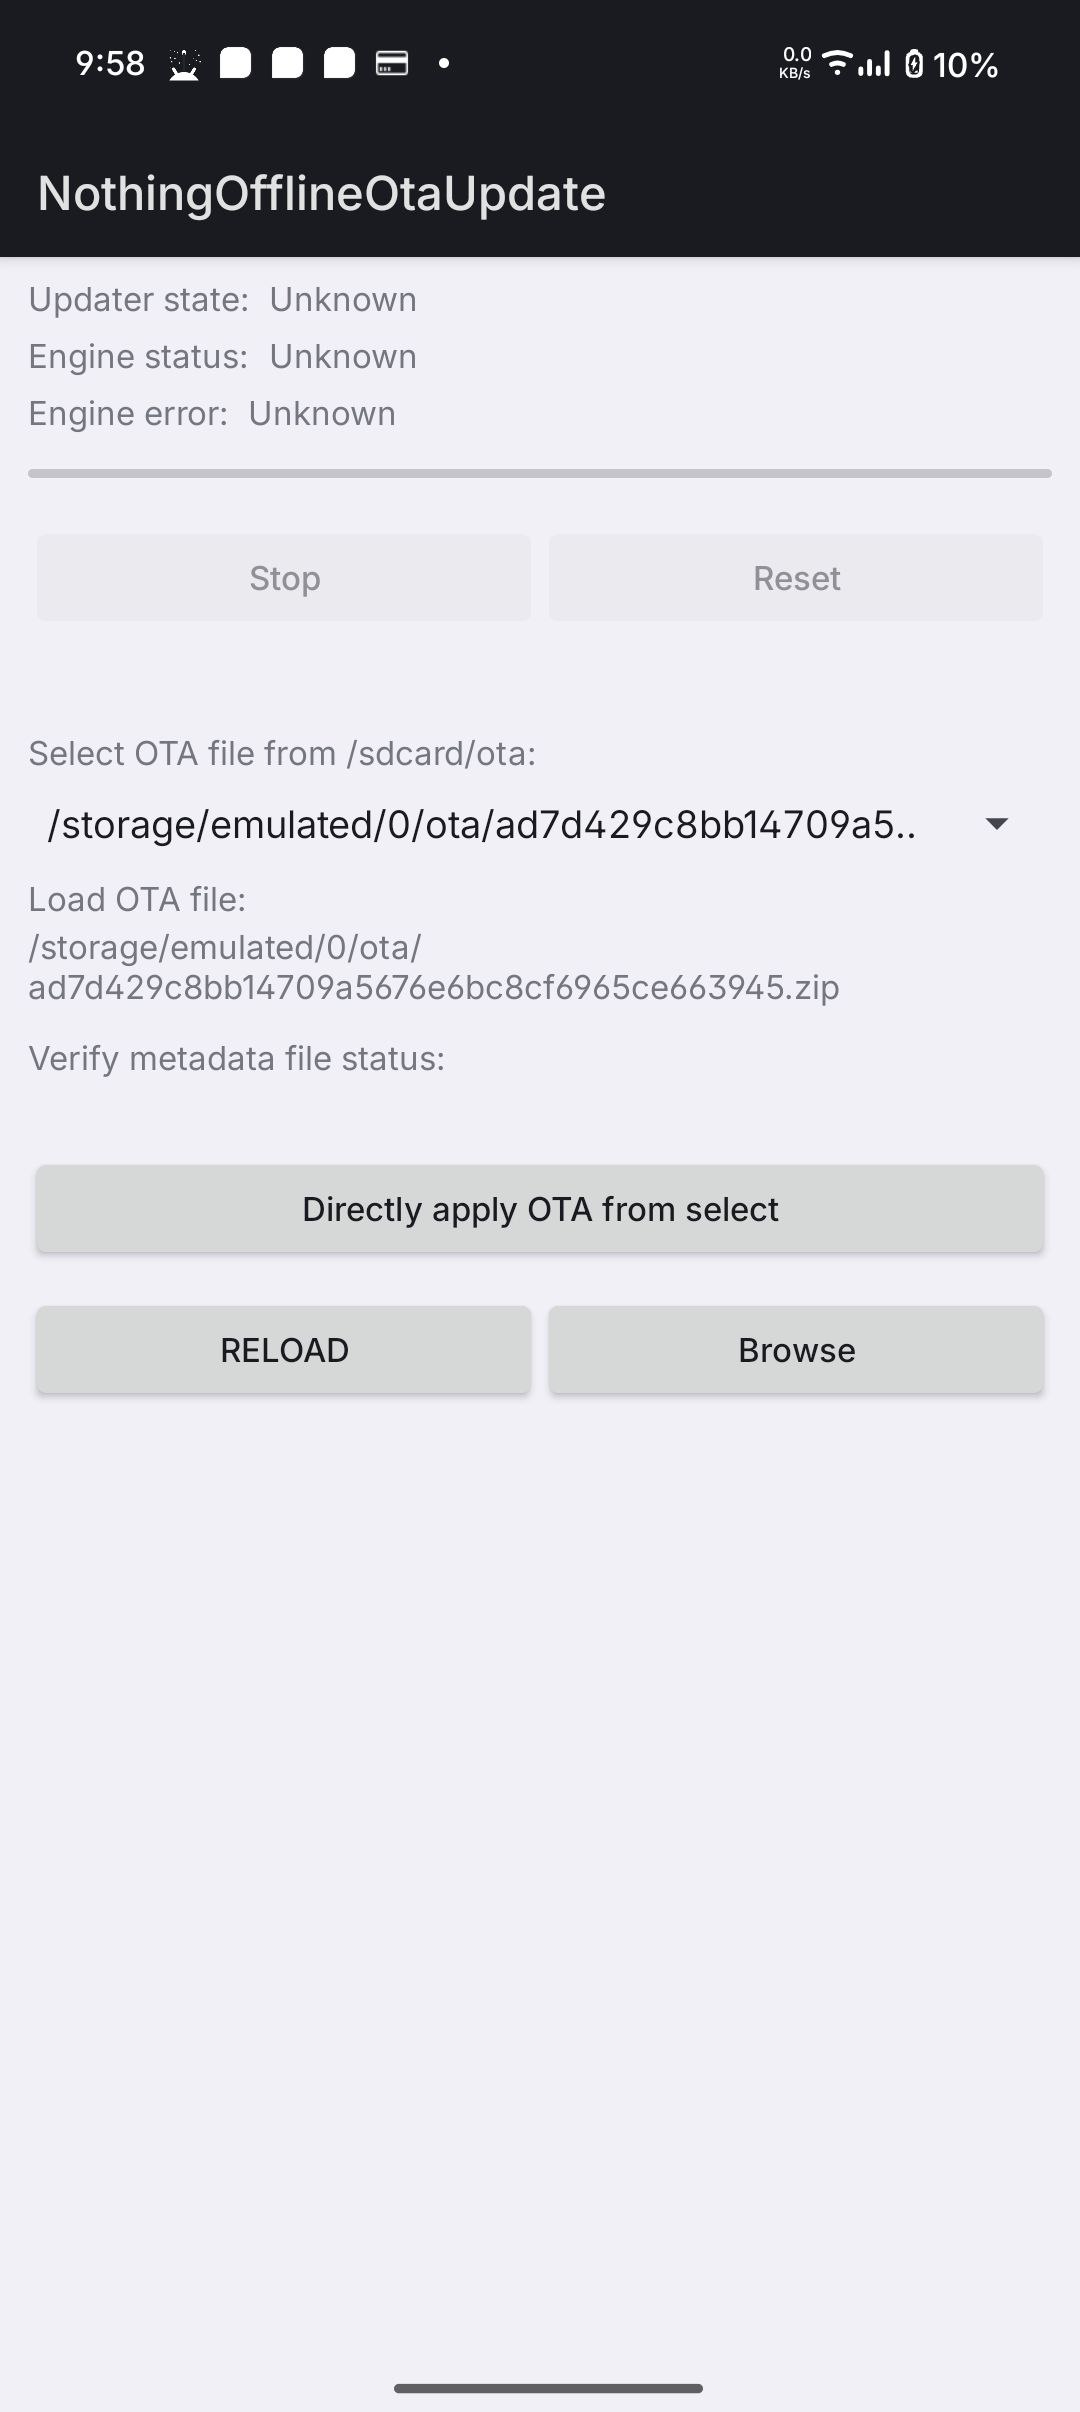 9:58 0.0 KB/s 10%
NothingOfflineOtaUpdate
Updater state: Unknown
Engine status: Unknown
Engine error: Unknown
Stop Reset
Select OTA file from /sdcard/ota:
/storage/emulated/0/ota/ad7d429c8bb14709a5..
Load OTA file:
/storage/emulated/0/ota/
ad7d429c8bb14709a5676e6bc8cf6965ce663945.zip
Verify metadata file status:
Directly apply OTA from select
RELOAD Browse